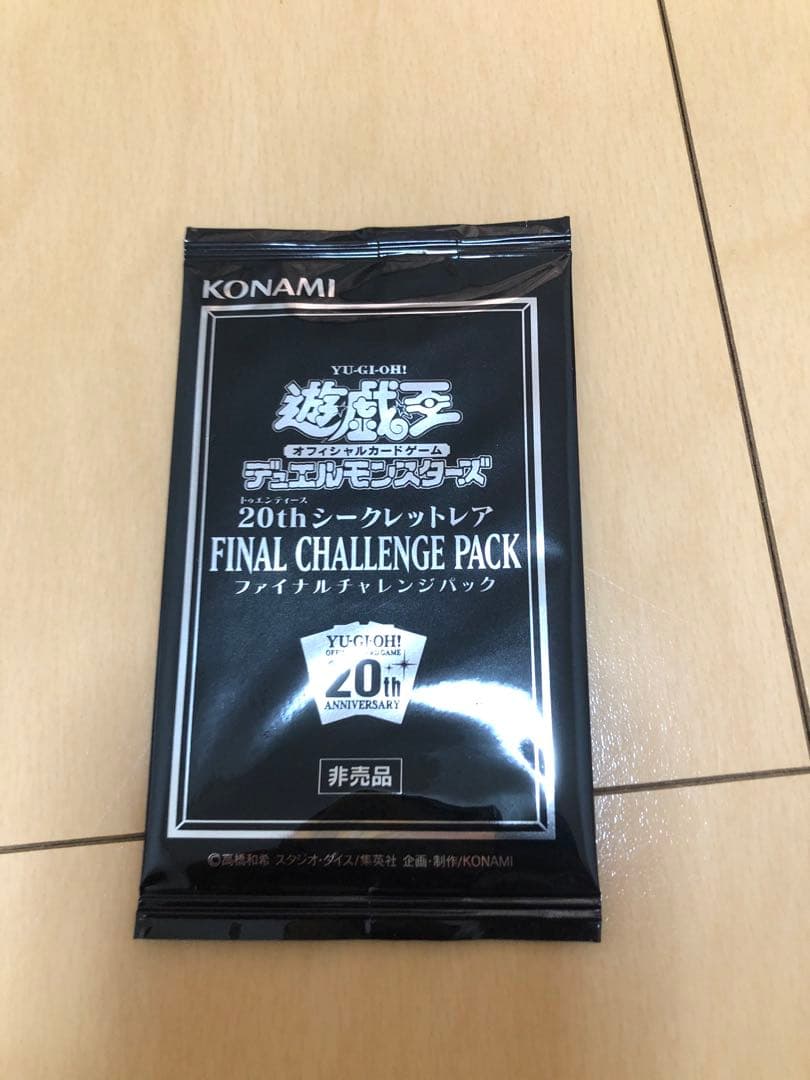 KONAMI
YU-GI-OH!
遊戯王
オフィシャルカードゲーム
デュエルモンスターズ
トゥエンティース
20thシークレットレア
FINAL CHALLENGE PACK
ファイナルチャレンジパック
YU-GI-OH!
GAME
20th
ANNIVERSARY
非売品
©高橋和希 スタジオ・ダイス/集英社 企画・制作/KONAMI